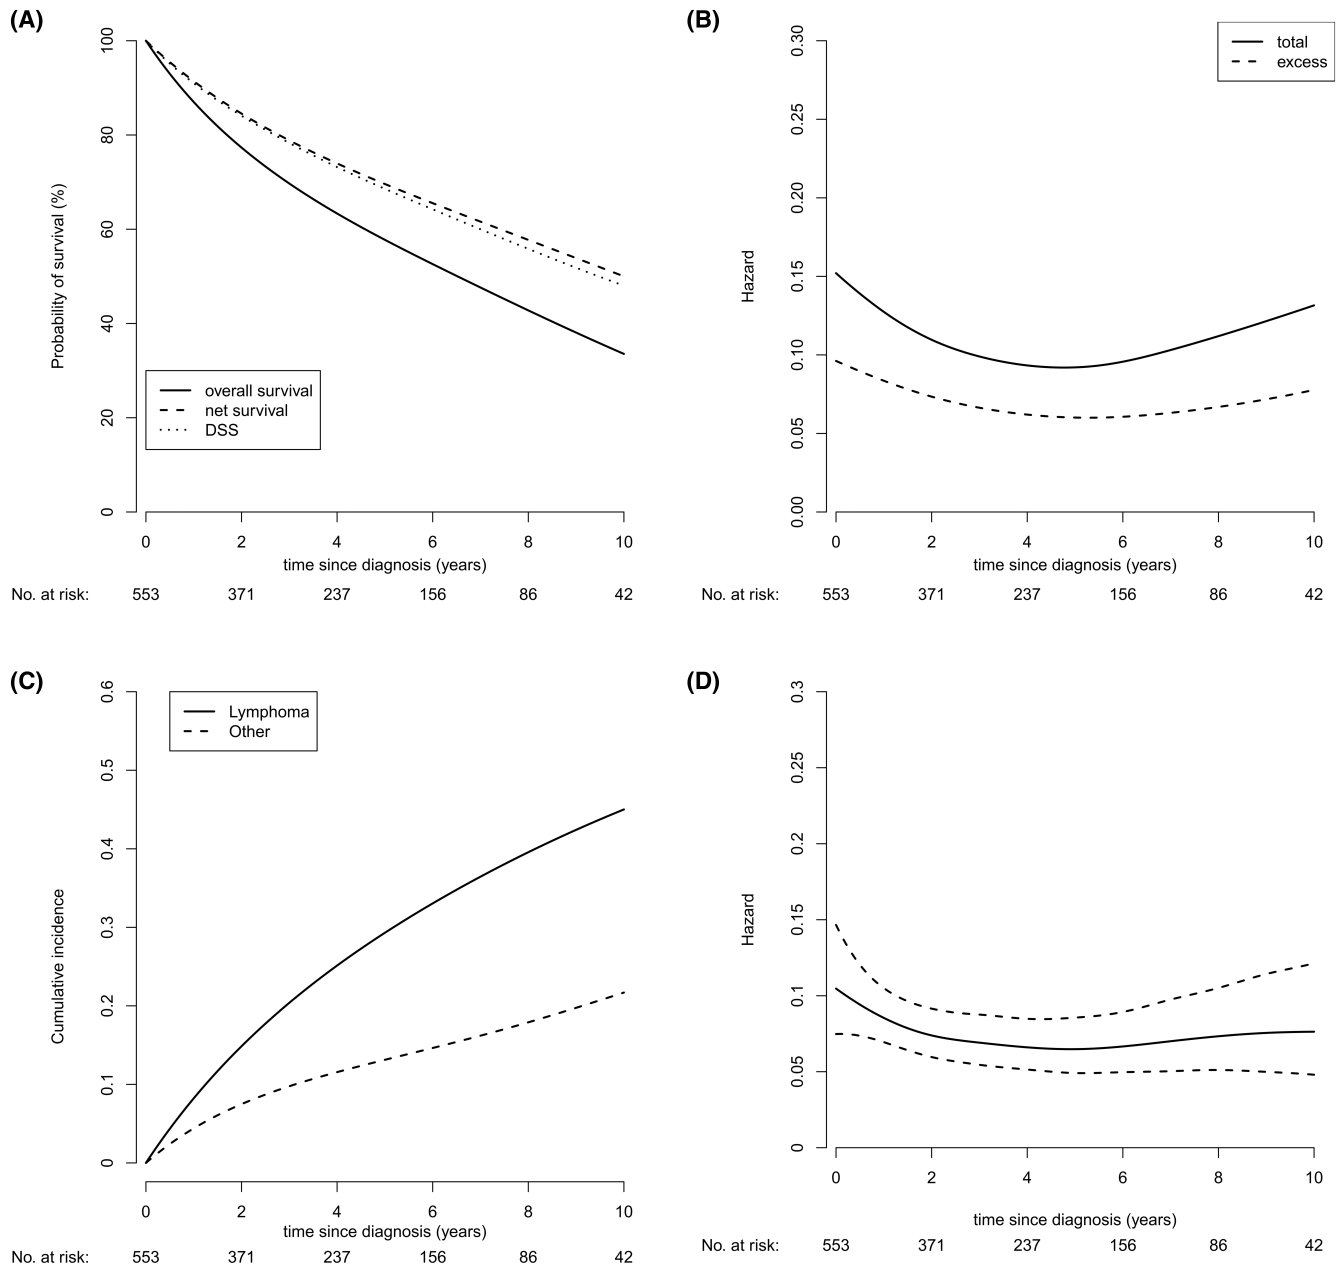 (A)
100
80
60
40
20
0
Probability of survival (%)
overall survival
net survival
DSS
0 2 4 6 8 10
time since diagnosis (years)
No. at risk: 553 371 237 156 86 42
(B)
0.30
0.25
0.20
0.15
0.10
0.05
0.00
Hazard
total
excess
0 2 4 6 8 10
time since diagnosis (years)
No. at risk: 553 371 237 156 86 42
(C)
0.6
0.5
0.4
0.3
0.2
0.1
0
Cumulative incidence
Lymphoma
Other
0 2 4 6 8 10
time since diagnosis (years)
No. at risk: 553 371 237 156 86 42
(D)
0.3
0.25
0.2
0.15
0.1
0.05
0
Hazard
0 2 4 6 8 10
time since diagnosis (years)
No. at risk: 553 371 237 156 86 42